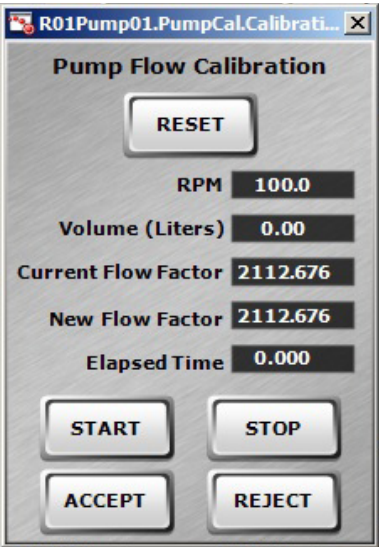 R01Pump01.PumpCal.Calibrati...
Pump Flow Calibration
RESET
RPM 100.0
Volume (Liters) 0.00
Current Flow Factor 2112.676
New Flow Factor 2112.676
Elapsed Time 0.000
START STOP
ACCEPT REJECT